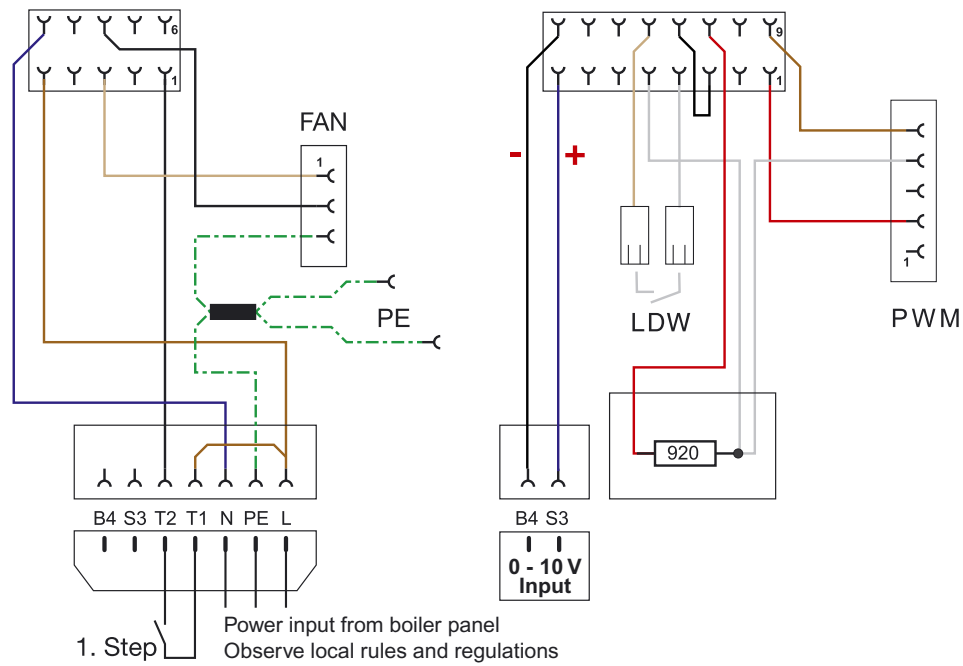 6
9
1
1
FAN
1
-
+
PE
LDW
1
PWM
920
B4 S3 T2 T1 N PE L
B4 S3
0 - 10 V
Input
1. Step
Power input from boiler panel
Observe local rules and regulations